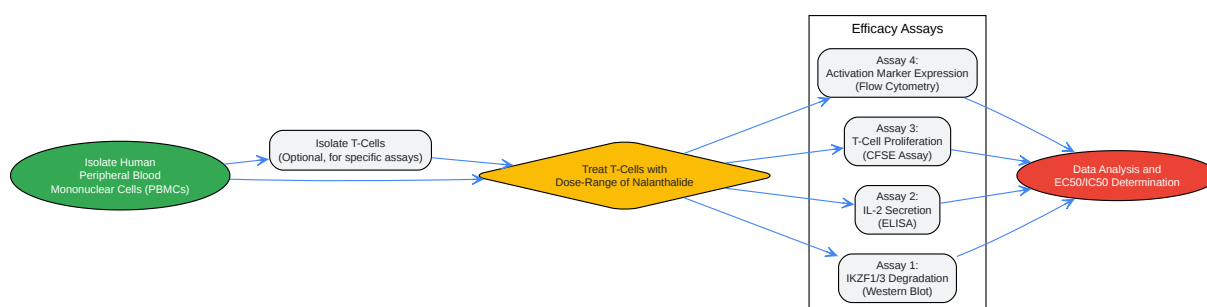 Isolate Human
Peripheral Blood
Mononuclear Cells (PBMCs)
Isolate T-Cells
(Optional, for specific assays)
Treat T-Cells with
Dose-Range of Nalanthalide
Efficacy Assays
Assay 4:
Activation Marker Expression
(Flow Cytometry)
Assay 3:
T-Cell Proliferation
(CFSE Assay)
Assay 2:
IL-2 Secretion
(ELISA)
Assay 1:
IKZF1/3 Degradation
(Western Blot)
Data Analysis and
EC50/IC50 Determination